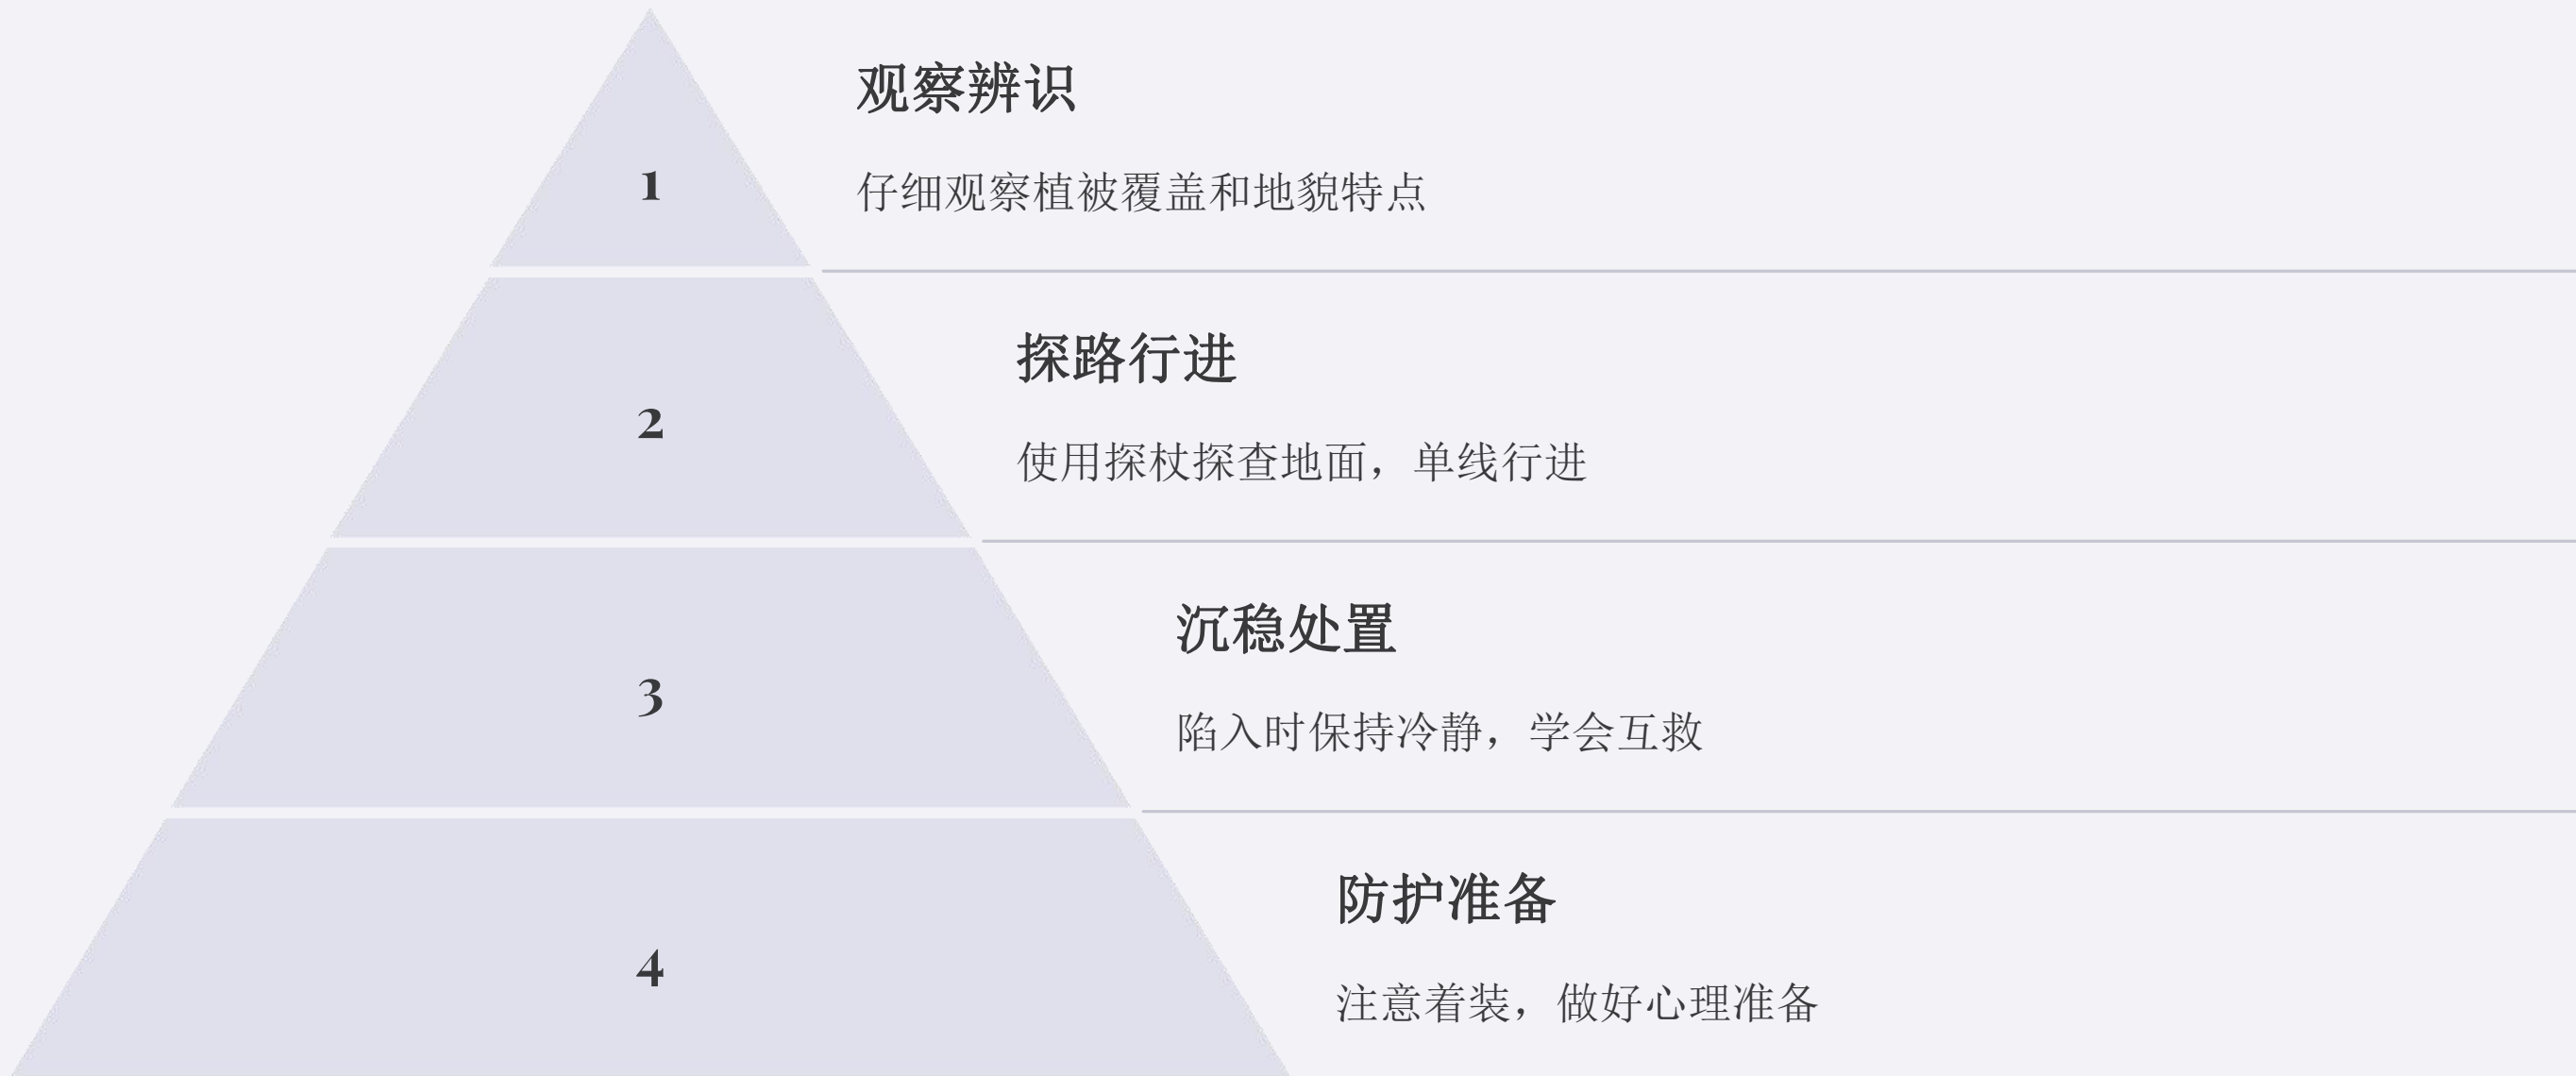 观察辨识
1
仔细观察植被覆盖和地貌特点
探路行进
2
使用探杖探查地面，单线行进
沉稳处置
3
陷入时保持冷静，学会互救
防护准备
4
注意着装，做好心理准备